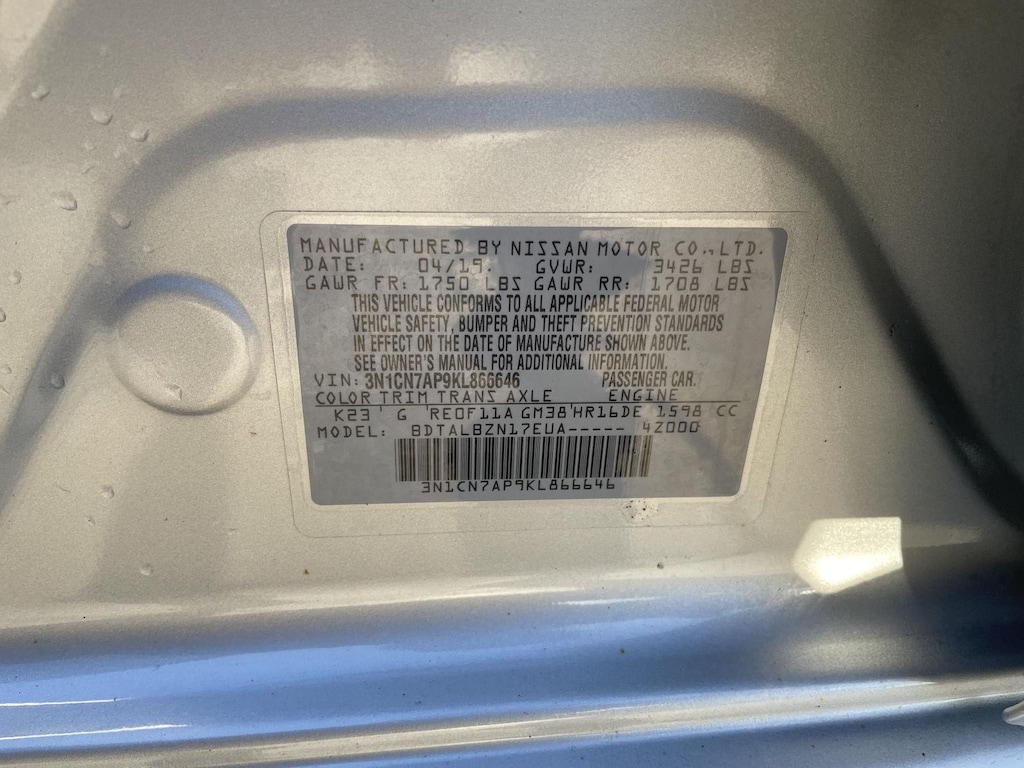 MANUFACTURED BY NISSAN MOTOR CO.,LTD.
DATE: 04/19. GVWR: 3426 LBS
GAWR FR: 1750 LBS GAWR RR: 1708 LBS
THIS VEHICLE CONFORMS TO ALL APPLICABLE FEDERAL MOTOR
VEHICLE SAFETY, BUMPER AND THEFT PREVENTION STANDARDS
IN EFFECT ON THE DATE OF MANUFACTURE SHOWN ABOVE.
SEE OWNER'S MANUAL FOR ADDITIONAL INFORMATION.
VIN: 3N1CN7AP9KL866646 PASSENGER CAR.
COLOR TRIM TRANS AXLE ENGINE
K23 G RE0F11A GM38 HR16DE 1598 CC
MODEL: BDTALBZN17EUA----- 4Z000
3N1CN7AP9KL866646